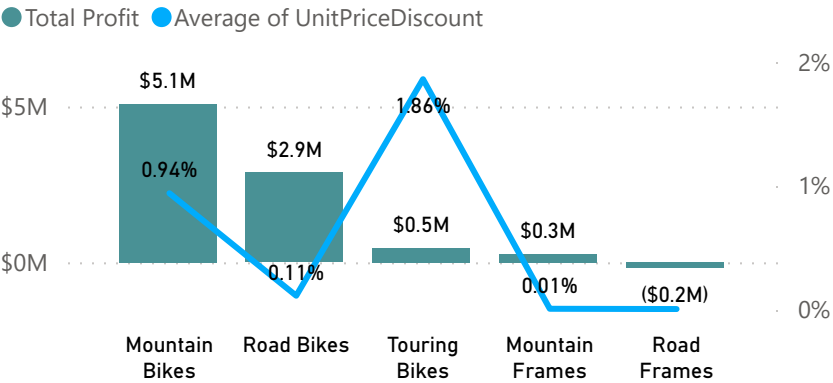 Total Profit Average of UnitPriceDiscount
2%
$5.1M
$5M
1.86%
$2.9M
0.94%
1%
$0.5M
$0.3M
$0M
0.11%
0.01%
($0.2M)
0%
Mountain Bikes
Road Bikes
Touring Bikes
Mountain Frames
Road Frames